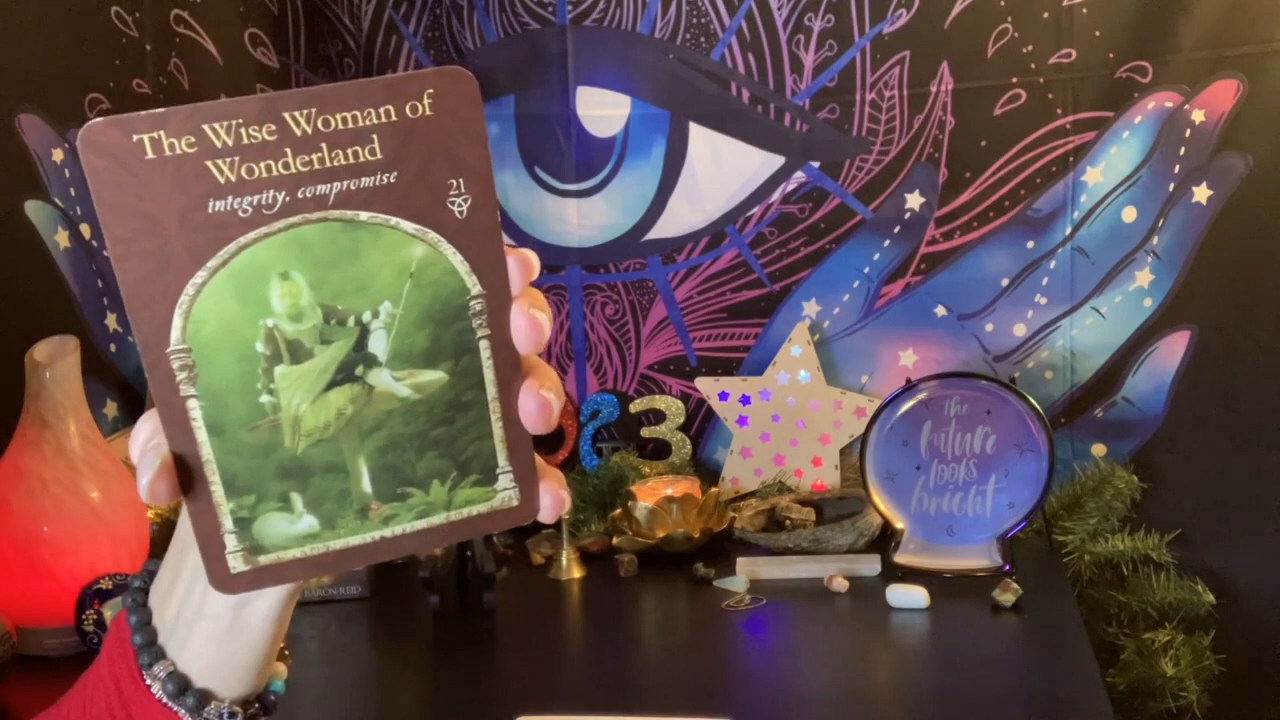 The Wise Woman of
Wonderland
integrity, compromise
21
23
the
future
looks
bright
BARON-REID